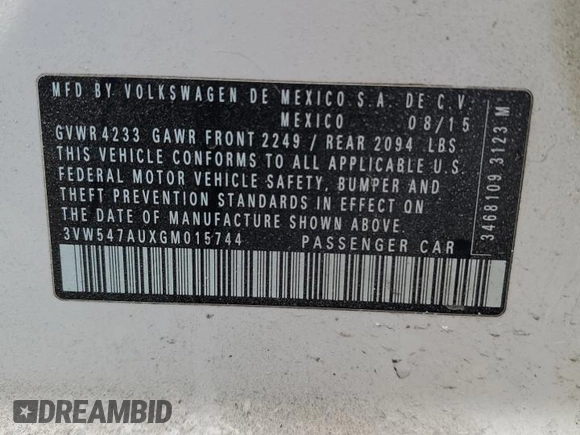 MFD BY VOLKSWAGEN DE MEXICO S.A. DE C.V.
MEXICO 08/15
GVWR 4233 GAWR FRONT 2249 / REAR 2094 LBS
THIS VEHICLE CONFORMS TO ALL APPLICABLE U.S.
FEDERAL MOTOR VEHICLE SAFETY, BUMPER AND
THEFT PREVENTION STANDARDS IN EFFECT ON
THE DATE OF MANUFACTURE SHOWN ABOVE.
3VW547AUXGM015744 PASSENGER CAR
3468109 3123 M
DREAMBID